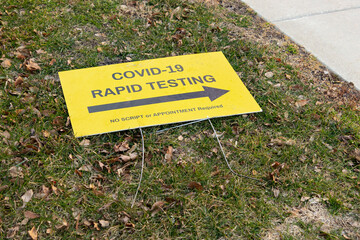 COVID-19
RAPID TESTING
NO SCRIPT or APPOINTMENT Required